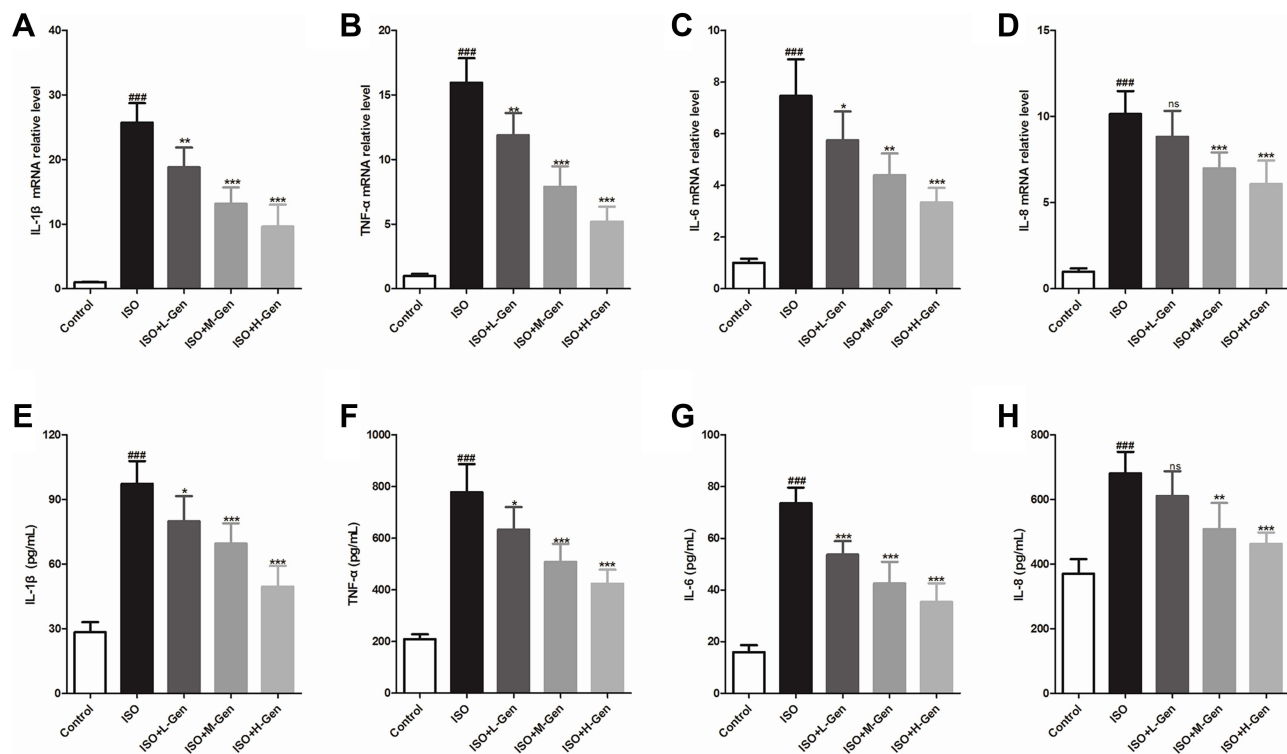 A
IL-1β mRNA relative level
40
30
20
10
0
###
**
***
***
Control
ISO
ISO+L-Gen
ISO+M-Gen
ISO+H-Gen
B
TNF-α mRNA relative level
20
15
10
5
0
###
**
***
***
Control
ISO
ISO+L-Gen
ISO+M-Gen
ISO+H-Gen
C
IL-6 mRNA relative level
10
8
6
4
2
0
###
*
**
***
Control
ISO
ISO+L-Gen
ISO+M-Gen
ISO+H-Gen
D
IL-8 mRNA relative level
15
10
5
0
###
ns
***
***
Control
ISO
ISO+L-Gen
ISO+M-Gen
ISO+H-Gen
E
IL-1β (pg/mL)
120
90
60
30
0
###
*
***
***
Control
ISO
ISO+L-Gen
ISO+M-Gen
ISO+H-Gen
F
TNF-α (pg/mL)
1000
800
600
400
200
0
###
*
***
***
Control
ISO
ISO+L-Gen
ISO+M-Gen
ISO+H-Gen
G
IL-6 (pg/mL)
100
80
60
40
20
0
###
***
***
***
Control
ISO
ISO+L-Gen
ISO+M-Gen
ISO+H-Gen
H
IL-8 (pg/mL)
800
600
400
200
0
###
ns
**
***
Control
ISO
ISO+L-Gen
ISO+M-Gen
ISO+H-Gen